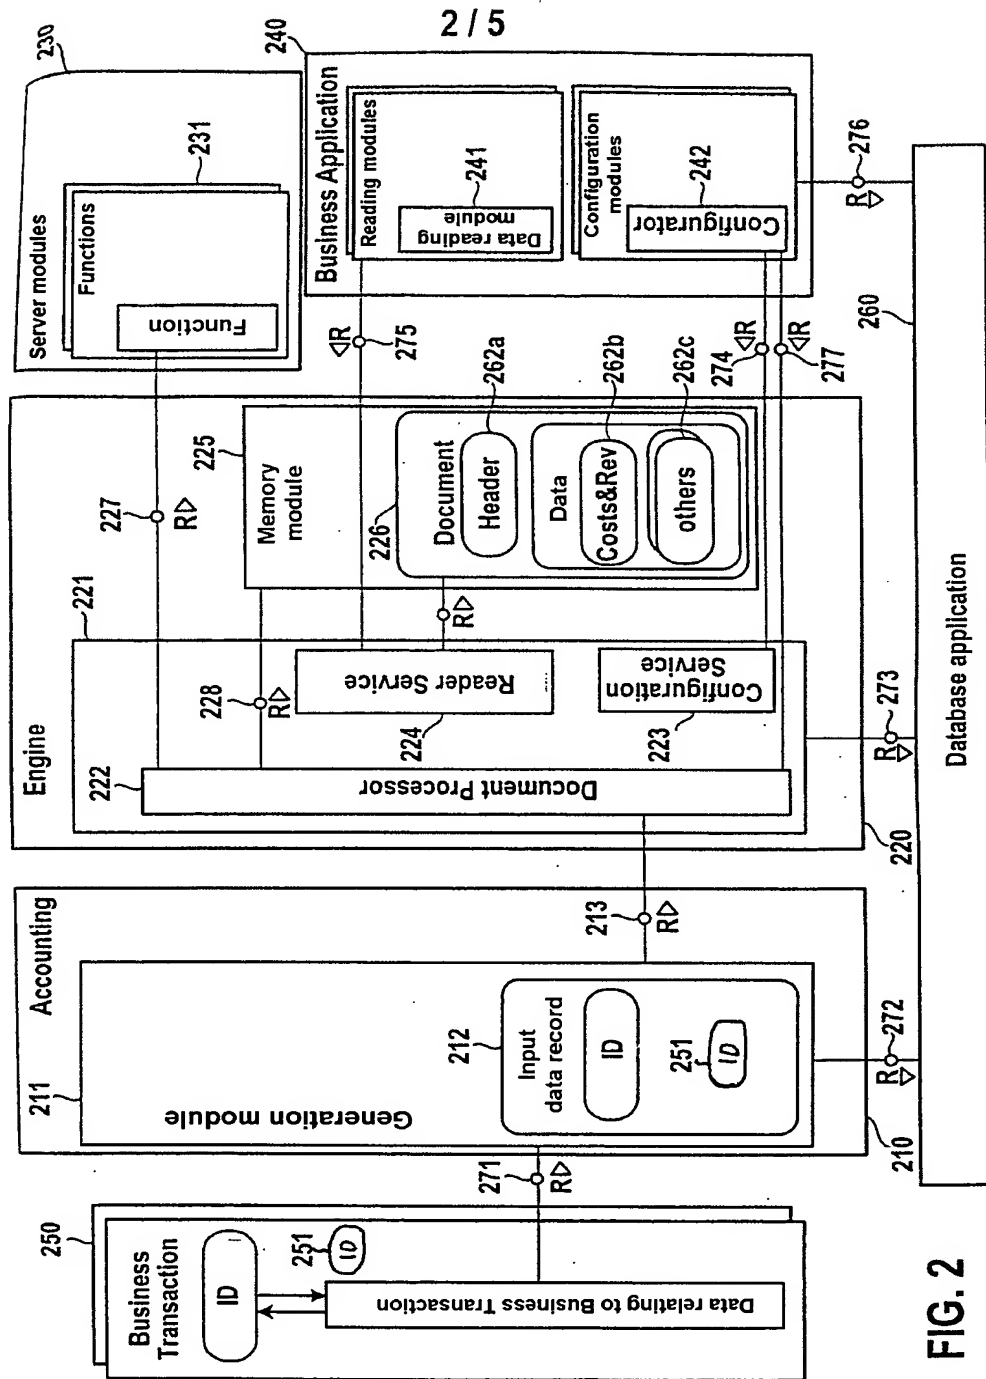 2 / 5
230
Server modules
231
Functions
Function
240
Business Application
Reading modules
241
Data reading
module
Configuration
modules
242
Configurator
276
R
275
R
274
R
277
R
260
Engine
227
R
225
Memory
module
226
Document
Header
262a
Data
Costs&Rev
262b
others
262c
R
221
228
R
Reader Service
224
Configuration
Service
223
222
Document Processor
220
273
R
Database application
Accounting
213
R
211
Generation module
212
Input
data record
ID
251
ID
272
R
210
271
R
250
Business
Transaction
ID
251
ID
Data relating to Business Transaction
FIG. 2